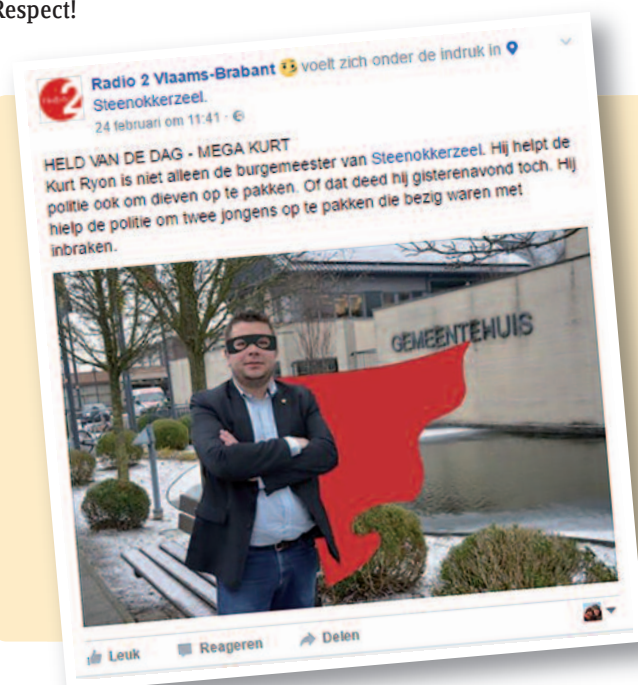 Respect!
Radio 2 Vlaams-Brabant voelt zich onder de indruk in
Steenokkerzeel.
24 februari om 11:41 ·
HELD VAN DE DAG - MEGA KURT
Kurt Ryon is niet alleen de burgemeester van Steenokkerzeel. Hij helpt de
politie ook om dieven op te pakken. Of dat deed hij gisterenavond toch. Hij
hielp de politie om twee jongens op te pakken die bezig waren met
inbraken.
GEMEENTEHUIS
Leuk Reageren Delen